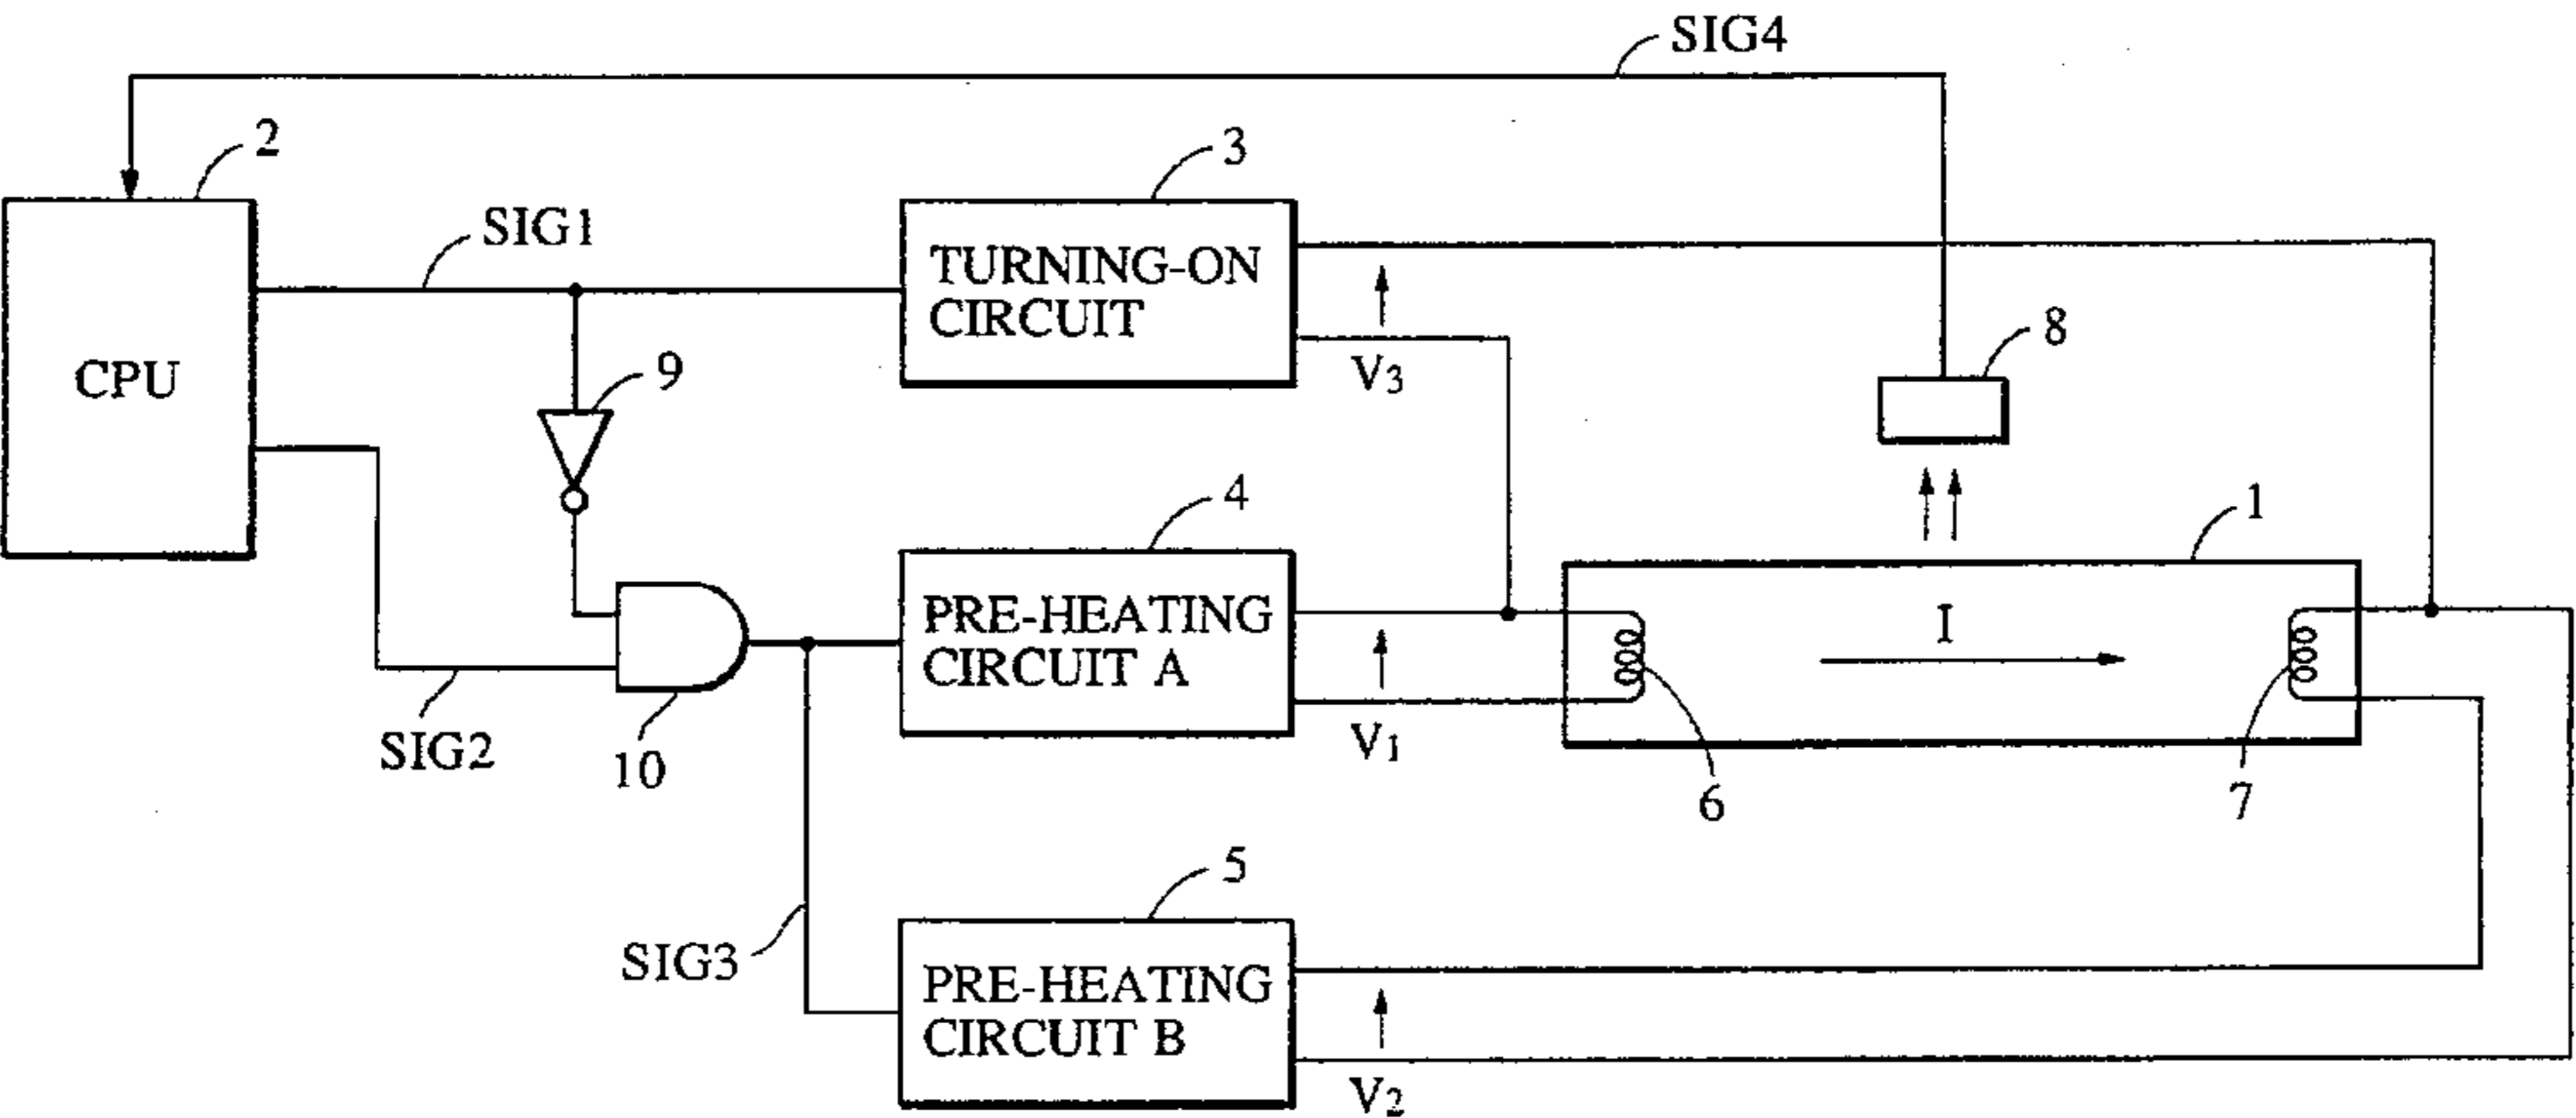 SIG4
2
3
SIG1
TURNING-ON
CIRCUIT
8
V3
CPU
9
4
1
PRE-HEATING
CIRCUIT A
I
SIG2
10
V1
6
7
5
SIG3
PRE-HEATING
CIRCUIT B
V2